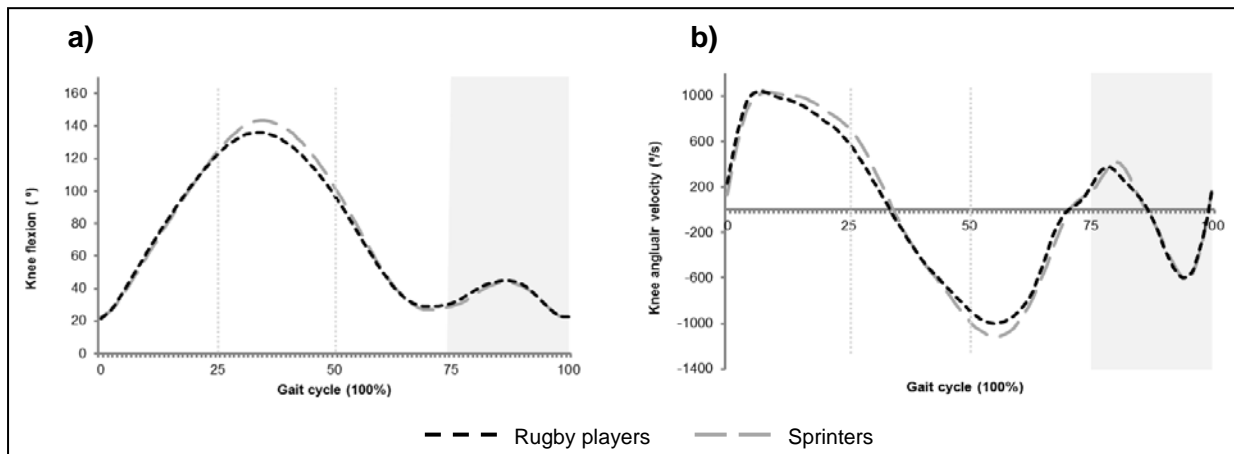 a)
Knee flexion (°)
160
140
120
100
80
60
40
20
0
0 25 50 75 100
Gait cycle (100%)
b)
Knee angluair velocity (°/s)
1000
600
200
-200
-600
-1000
-1400
0 25 50 75 100
Gait cycle (100%)
Rugby players Sprinters